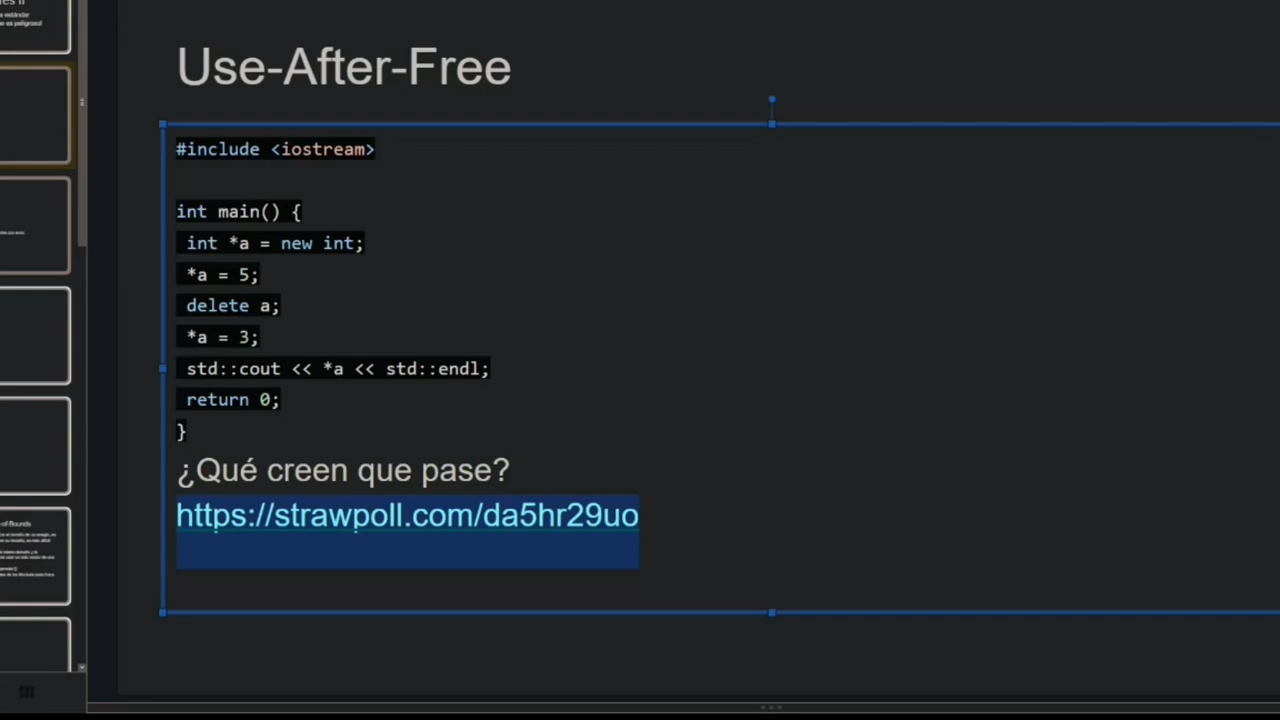 Use-After-Free
#include <iostream>
int main() {
int *a = new int;
*a = 5;
delete a;
*a = 3;
std::cout << *a << std::endl;
return 0;
}
¿Qué creen que pase?
https://strawpoll.com/da5hr29uo